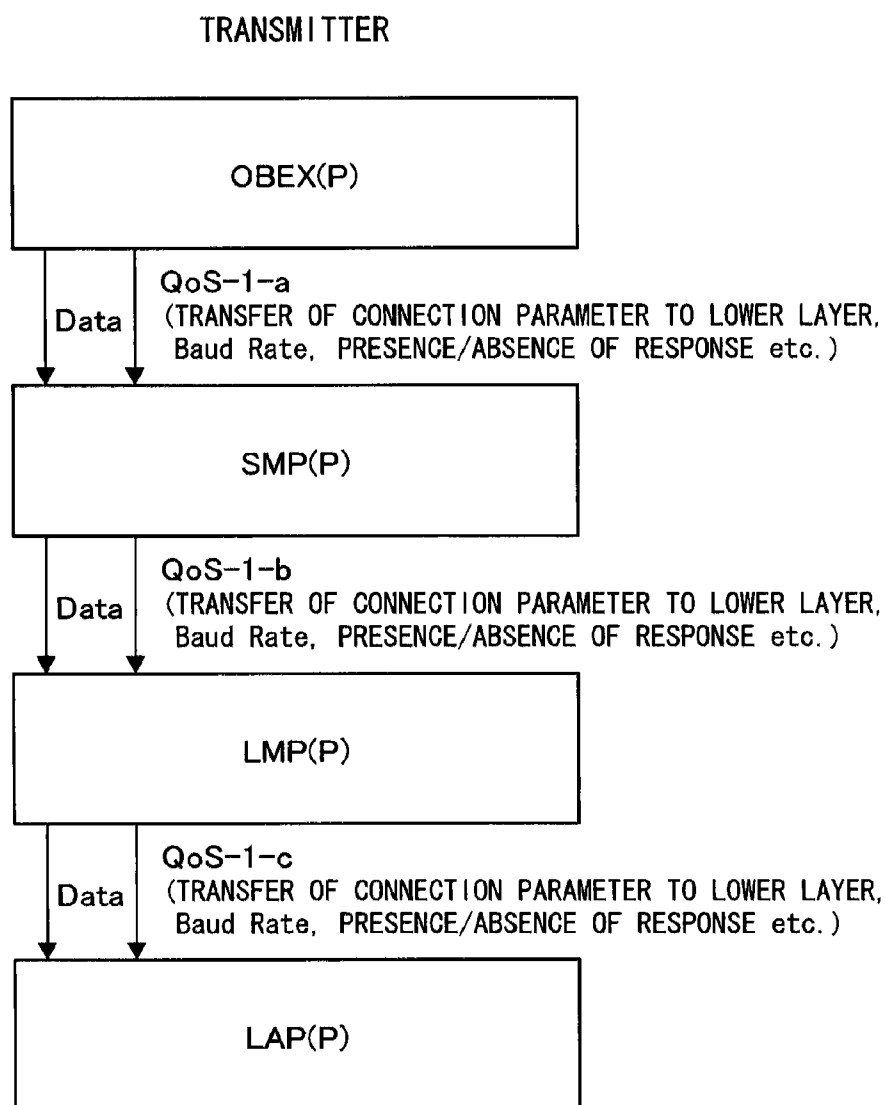 TRANSMITTER
OBEX(P)
Data
QoS-1-a
(TRANSFER OF CONNECTION PARAMETER TO LOWER LAYER,
Baud Rate, PRESENCE/ABSENCE OF RESPONSE etc.)
SMP(P)
Data
QoS-1-b
(TRANSFER OF CONNECTION PARAMETER TO LOWER LAYER,
Baud Rate, PRESENCE/ABSENCE OF RESPONSE etc.)
LMP(P)
Data
QoS-1-c
(TRANSFER OF CONNECTION PARAMETER TO LOWER LAYER,
Baud Rate, PRESENCE/ABSENCE OF RESPONSE etc.)
LAP(P)